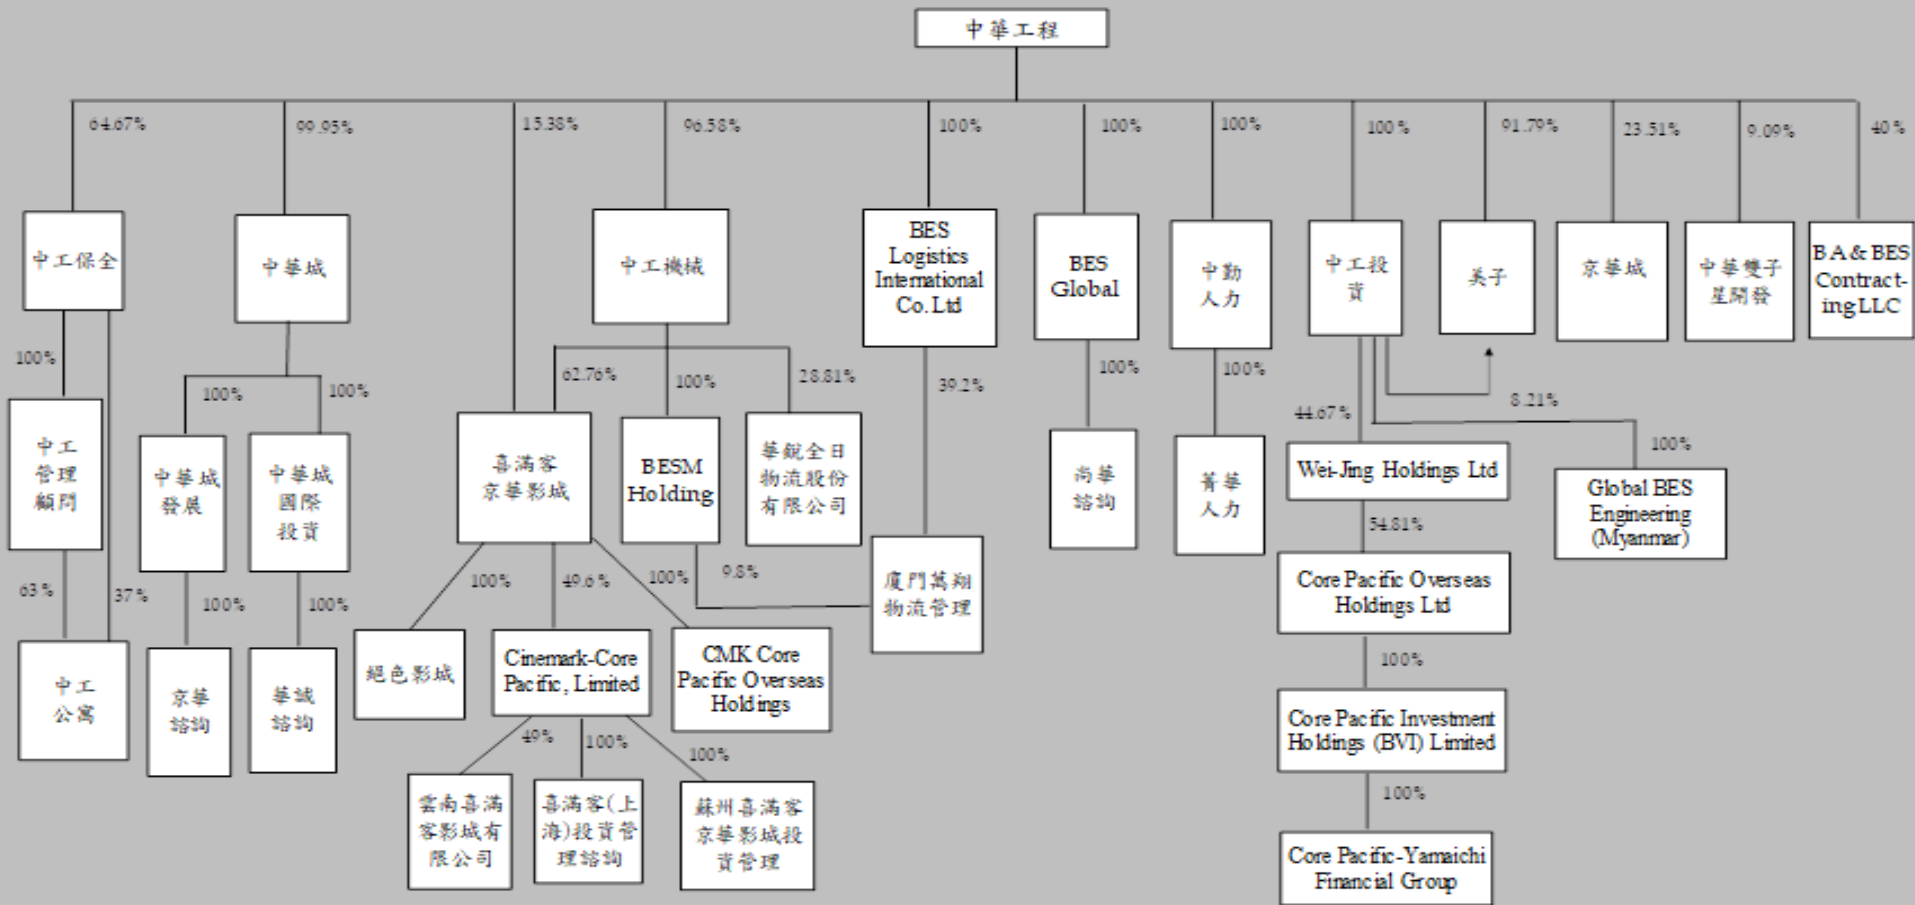 中華工程
64.67%
99.95%
15.38%
96.58%
100%
100%
100%
100%
91.79%
23.51%
9.09%
40%
中工保全
中華城
中工機械
BES
Logistics
International
Co. Ltd
BES
Global
中勤
人力
中工投
資
美子
京華城
中華雙子
星開發
BA & BES
Contract-
ing LLC
100%
100%
100%
62.76%
100%
28.81%
39.2%
100%
100%
44.67%
8.21%
100%
中工
管理
顧問
中華城
發展
中華城
國際
投資
喜滿客
京華影城
BESM
Holding
華銳全日
物流股份
有限公司
尚華
諮詢
菁華
人力
Wei-Jing Holdings Ltd
Global BES
Engineering
(Myanmar)
63%
37%
100%
100%
100%
49.6%
100%
9.8%
廈門萬翔
物流管理
54.81%
Core Pacific Overseas
Holdings Ltd
中工
公寓
京華
諮詢
華誠
諮詢
絕色影城
Cinemark-Core
Pacific, Limited
CMK Core
Pacific Overseas
Holdings
100%
49%
100%
100%
Core Pacific Investment
Holdings (BVI) Limited
雲南喜滿
客影城有
限公司
喜滿客(上
海)投資管
理諮詢
蘇州喜滿客
京華影城投
資管理
100%
Core Pacific-Yamaichi
Financial Group